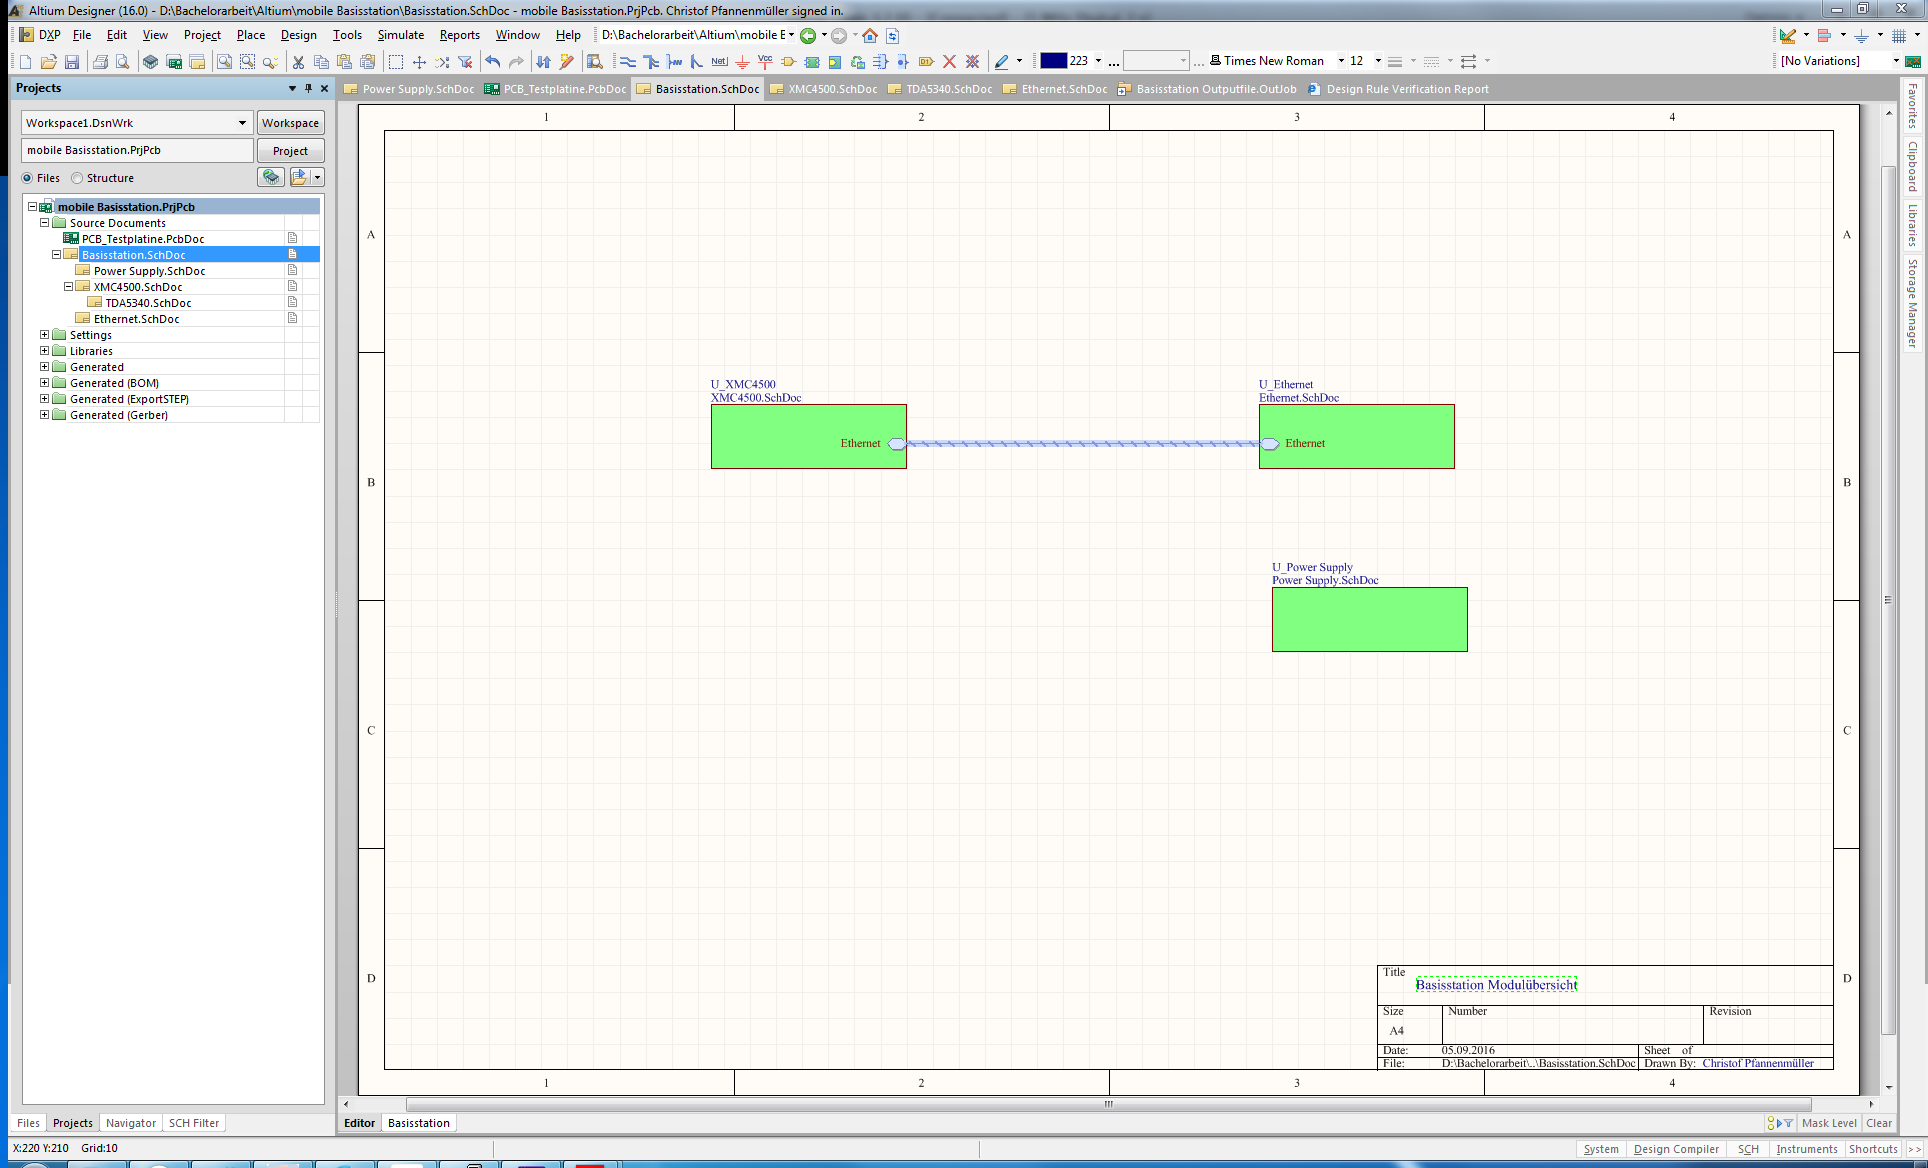 Altium Designer (16.0) - D:\Bachelorarbeit\Altium\mobile Basisstation\Basisstation.SchDoc - mobile Basisstation.PrjPcb. Christof Pfannenmüller signed in.
DXP File Edit View Project Place Design Tools Simulate Reports Window Help D:\Bachelorarbeit\Altium\mobile E
Net Vcc D1 223 ... ... Times New Roman 12 [No Variations]
Projects
Power Supply.SchDoc PCB_Testplatine.PcbDoc Basisstation.SchDoc XMC4500.SchDoc TDA5340.SchDoc Ethernet.SchDoc Basisstation Outputfile.OutJob Design Rule Verification Report
Workspace1.DsnWrk Workspace
mobile Basisstation.PrjPcb Project
Files Structure
mobile Basisstation.PrjPcb
Source Documents
PCB_Testplatine.PcbDoc
Basisstation.SchDoc
Power Supply.SchDoc
XMC4500.SchDoc
TDA5340.SchDoc
Ethernet.SchDoc
Settings
Libraries
Generated
Generated (BOM)
Generated (ExportSTEP)
Generated (Gerber)
Files Projects Navigator SCH Filter
1 2 3 4
A A
B B
C C
D D
U_XMC4500
XMC4500.SchDoc
Ethernet
U_Ethernet
Ethernet.SchDoc
Ethernet
U_Power Supply
Power Supply.SchDoc
Title
Basisstation Modulübersicht
Size Number Revision
A4
Date: 05.09.2016 Sheet of
File: D:\Bachelorarbeit\..\Basisstation.SchDoc Drawn By: Christof Pfannenmüller
1 2 3 4
Favorites
Clipboard
Libraries
Storage Manager
Editor Basisstation
Mask Level Clear
X:220 Y:210 Grid:10
System Design Compiler SCH Instruments Shortcuts >>